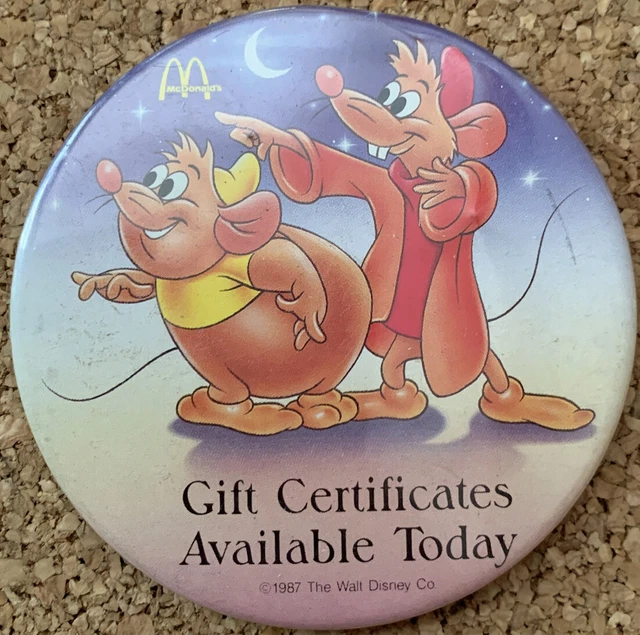 McDonald's
Gift Certificates
Available Today
©1987 The Walt Disney Co